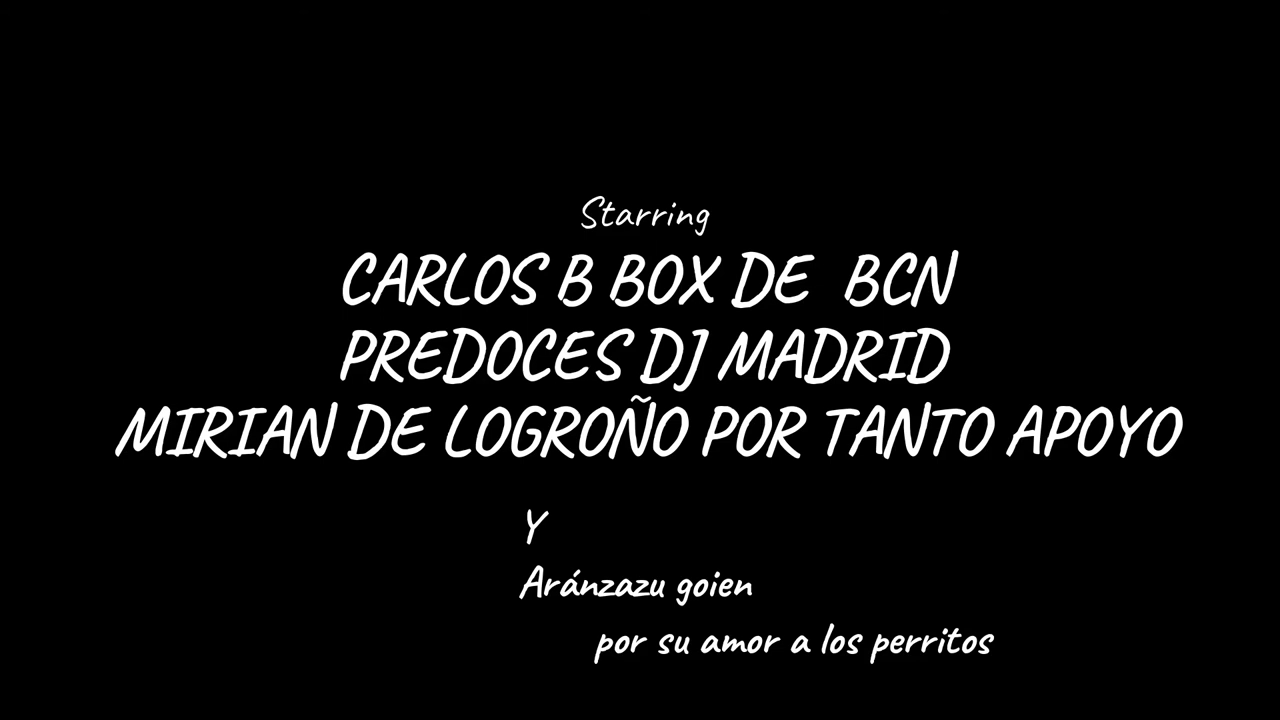 Starring
CARLOS B BOX DE BCN
PREDOCES DJ MADRID
MIRIAN DE LOGROÑO POR TANTO APOYO
Y
Aránzazu goien
por su amor a los perritos